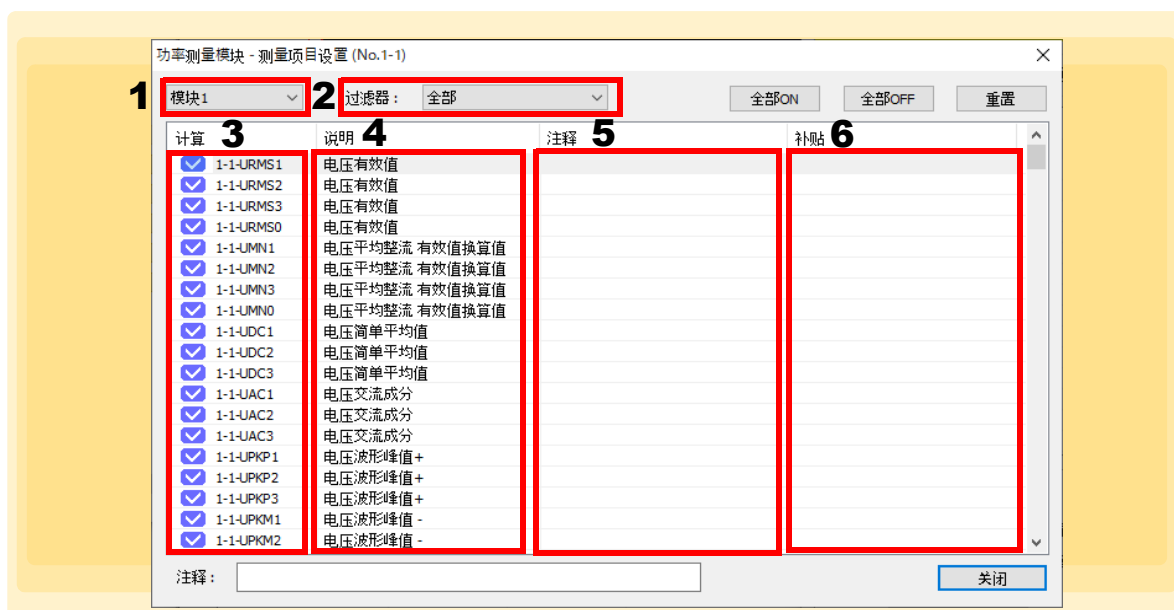 功率测量模块 - 测量项目设置 (No.1-1)
1 模块1 2 过滤器： 全部 全部ON 全部OFF 重置
计算 3 说明 4 注释 5 补贴 6
1-1-URMS1 电压有效值
1-1-URMS2 电压有效值
1-1-URMS3 电压有效值
1-1-URMS0 电压有效值
1-1-UMN1 电压平均整流 有效值换算值
1-1-UMN2 电压平均整流 有效值换算值
1-1-UMN3 电压平均整流 有效值换算值
1-1-UMN0 电压平均整流 有效值换算值
1-1-UDC1 电压简单平均值
1-1-UDC2 电压简单平均值
1-1-UDC3 电压简单平均值
1-1-UAC1 电压交流成分
1-1-UAC2 电压交流成分
1-1-UAC3 电压交流成分
1-1-UPKP1 电压波形峰值+
1-1-UPKP2 电压波形峰值+
1-1-UPKP3 电压波形峰值+
1-1-UPKM1 电压波形峰值 -
1-1-UPKM2 电压波形峰值 -
注释： 关闭